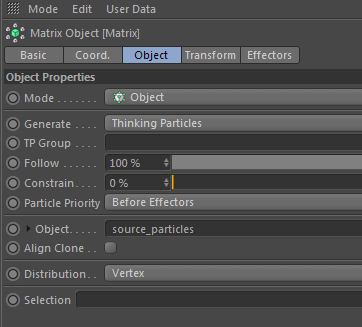 Mode Edit User Data
Matrix Object [Matrix]
Basic Coord. Object Transform Effectors
Object Properties
Mode . . . . . . . Object
Generate . . . . Thinking Particles
TP Group . . . .
Follow . . . . . . 100 %
Constrain . . . . 0 %
Particle Priority Before Effectors
Object. . . . . source_particles
Align Clone . .
Distribution . . Vertex
Selection